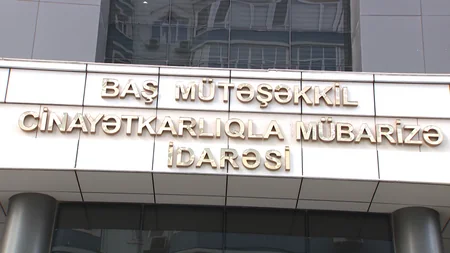 BAŞ MÜTƏŞƏKKİL
CİNAYƏTKARLIQLA MÜBARİZƏ
İDARƏSİ